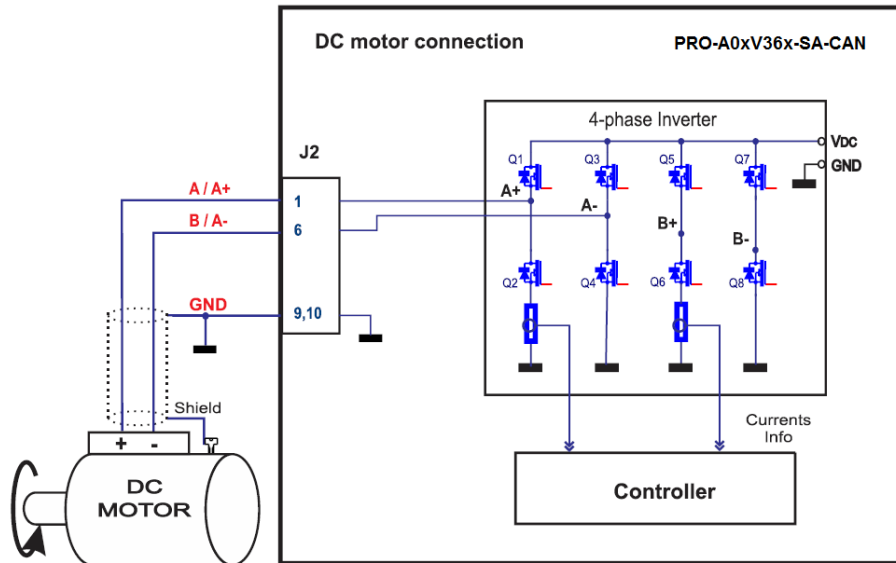 DC motor connection
PRO-A0xV36x-SA-CAN
4-phase Inverter
VDC
GND
J2
Q1
Q3
Q5
Q7
A / A+
1
A+
B / A-
6
A-
B+
B-
Q2
Q4
Q6
Q8
GND
9,10
Shield
Currents
Info
+ -
DC
MOTOR
Controller